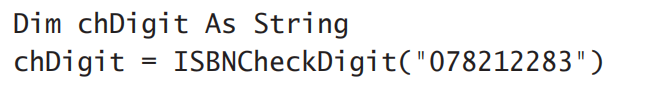 Dim chDigit As String
chDigit = ISBNCheckDigit("078212283")